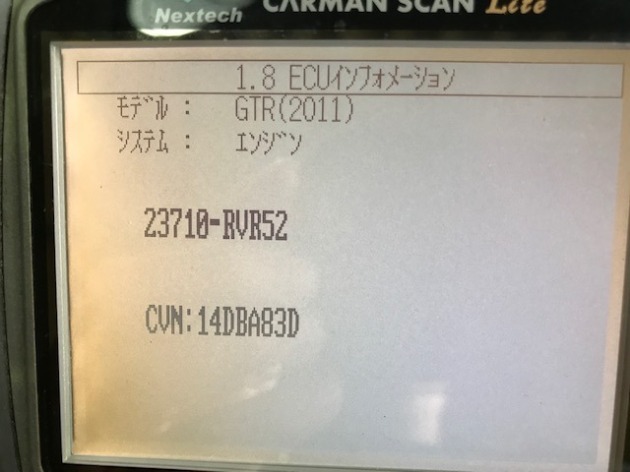 Nextech
CARMAN SCAN Lite
1.8 ECUｲﾝﾌｫﾒｰｼｮﾝ
ﾓﾃﾞﾙ : GTR(2011)
ｼｽﾃﾑ : ｴﾝｼﾞﾝ
23710-RVR52
CVN:14DBA83D